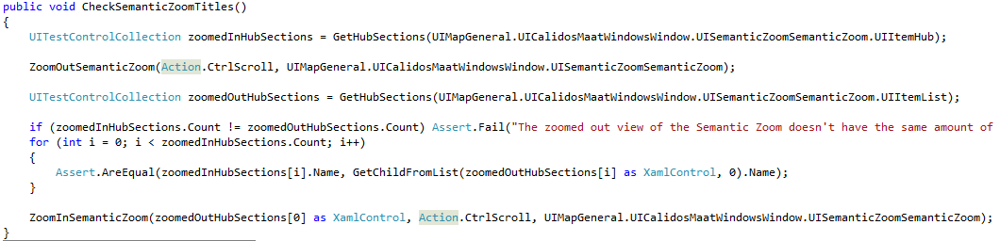 public void CheckSemanticZoomTitles()
{
    UITestControlCollection zoomedInHubSections = GetHubSections(UIMapGeneral.UICalidosMaatWindowsWindow.UISemanticZoomSemanticZoom.UIItemHub);

    ZoomOutSemanticZoom(Action.CtrlScroll, UIMapGeneral.UICalidosMaatWindowsWindow.UISemanticZoomSemanticZoom);

    UITestControlCollection zoomedOutHubSections = GetHubSections(UIMapGeneral.UICalidosMaatWindowsWindow.UISemanticZoomSemanticZoom.UIItemList);

    if (zoomedInHubSections.Count != zoomedOutHubSections.Count) Assert.Fail("The zoomed out view of the Semantic Zoom doesn't have the same amount of
    for (int i = 0; i < zoomedInHubSections.Count; i++)
    {
        Assert.AreEqual(zoomedInHubSections[i].Name, GetChildFromList(zoomedOutHubSections[i] as XamlControl, 0).Name);
    }

    ZoomInSemanticZoom(zoomedOutHubSections[0] as XamlControl, Action.CtrlScroll, UIMapGeneral.UICalidosMaatWindowsWindow.UISemanticZoomSemanticZoom);
}